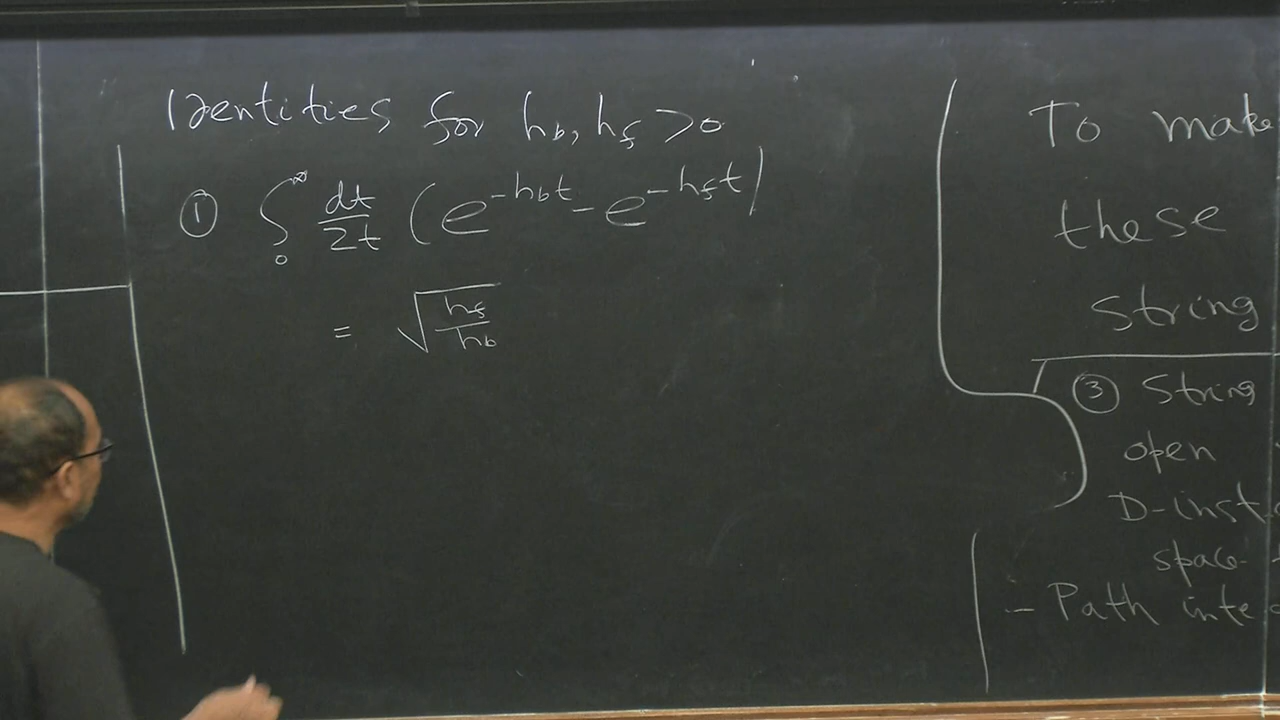 Identities for h_b, h_f > 0
① ∫_0^∞ dt/2t (e^{-h_b t} - e^{-h_f t})
= √(h_f/h_b)
To make
these
string
③ String
open
D-inst
space-
- Path inte